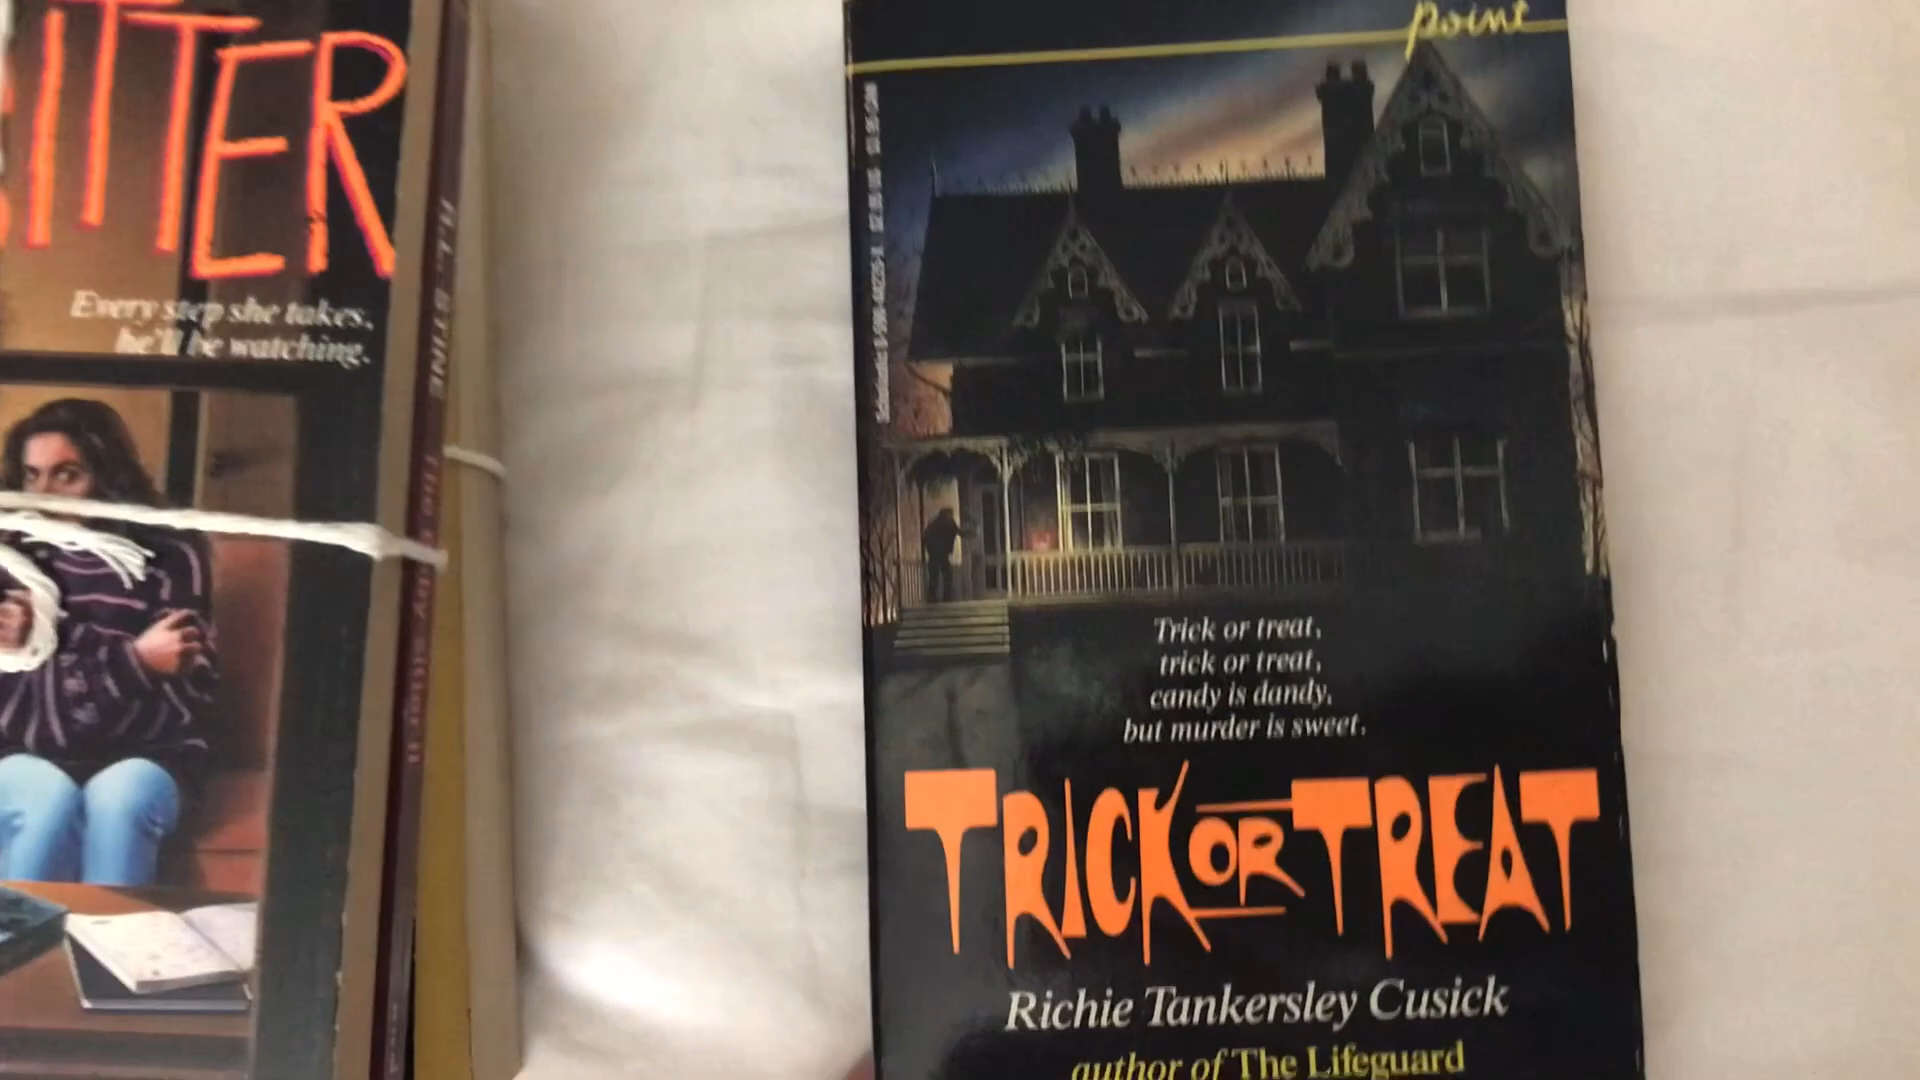 ITTER
Every step she takes,
he'll be watching.
R.L. STINE
point
Trick or treat,
trick or treat,
candy is dandy,
but murder is sweet.
TRICK OR TREAT
Richie Tankersley Cusick
author of The Lifeguard